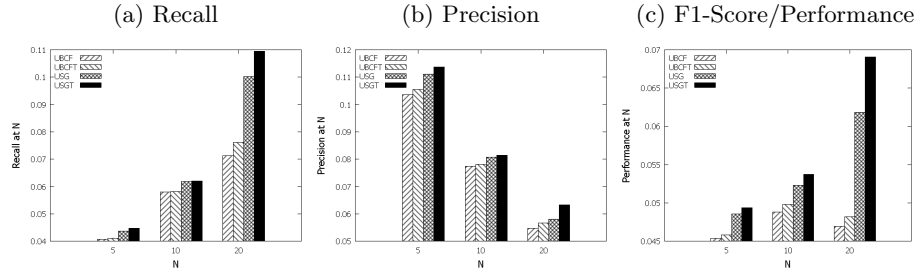 (a) Recall
(b) Precision
(c) F1-Score/Performance
0.11
0.1
0.09
0.08
0.07
0.06
0.05
0.04
Recall at N
UBCF
UBCFT
USG
USGT
5
10
20
N
0.12
0.11
0.1
0.09
0.08
0.07
0.06
0.05
Precision at N
UBCF
UBCFT
USG
USGT
5
10
20
N
0.07
0.065
0.06
0.055
0.05
0.045
Performance at N
UBCF
UBCFT
USG
USGT
5
10
20
N